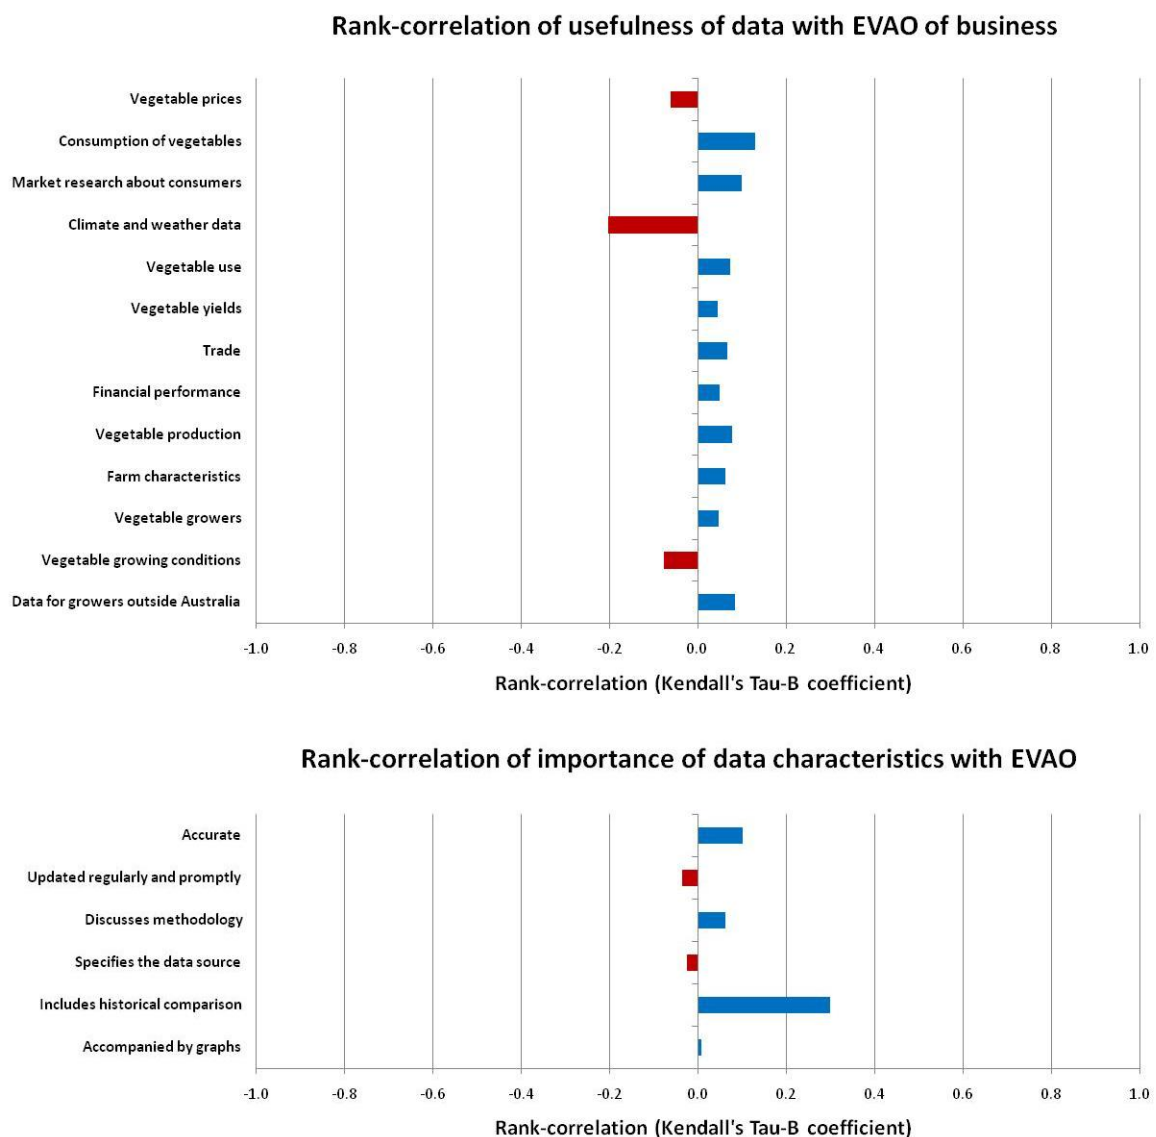 Rank-correlation of usefulness of data with EVAO of business
Vegetable prices
Consumption of vegetables
Market research about consumers
Climate and weather data
Vegetable use
Vegetable yields
Trade
Financial performance
Vegetable production
Farm characteristics
Vegetable growers
Vegetable growing conditions
Data for growers outside Australia
-1.0 -0.8 -0.6 -0.4 -0.2 0.0 0.2 0.4 0.6 0.8 1.0
Rank-correlation (Kendall's Tau-B coefficient)
Rank-correlation of importance of data characteristics with EVAO
Accurate
Updated regularly and promptly
Discusses methodology
Specifies the data source
Includes historical comparison
Accompanied by graphs
-1.0 -0.8 -0.6 -0.4 -0.2 0.0 0.2 0.4 0.6 0.8 1.0
Rank-correlation (Kendall's Tau-B coefficient)